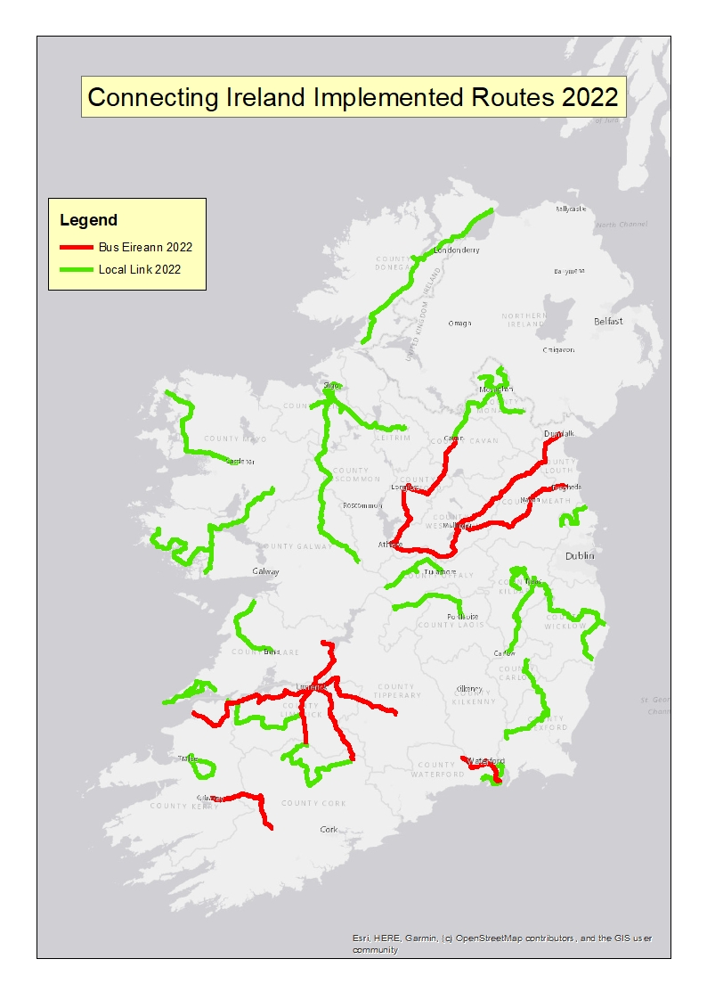 Connecting Ireland Implemented Routes 2022
Legend
Bus Eireann 2022
Local Link 2022
Ballycastle
North Channel
Londonderry
COUNTY
DONEGAL
Ballymena
UNITED KINGDOM
IRELAND
Omagh
NORTHERN
IRELAND
Belfast
Craigavon
Sligo
Monaghan
COUNTY
LEITRIM
COUNTY MAYO
Cavan
COUNTY CAVAN
Dundalk
Castlebar
COUNTY
COUNTY
LOUTH
Longford
Drogheda
Navan
MEATH
Roscommon
Mullingar
COUNTY GALWAY
Athlone
Dublin
Galway
Tullamore
COUNTY OFFALY
Naas
Portlaoise
COUNTY LAOIS
COUNTY
WICKLOW
Ennis
Carlow
COUNTY
Limerick
COUNTY
TIPPERARY
Kilkenny
COUNTY
KILKENNY
COUNTY
LIMERICK
COUNTY
Tralee
Waterford
COUNTY
WATERFORD
Killarney
COUNTY KERRY
COUNTY CORK
Cork
Esri, HERE, Garmin, (c) OpenStreetMap contributors, and the GIS user
community